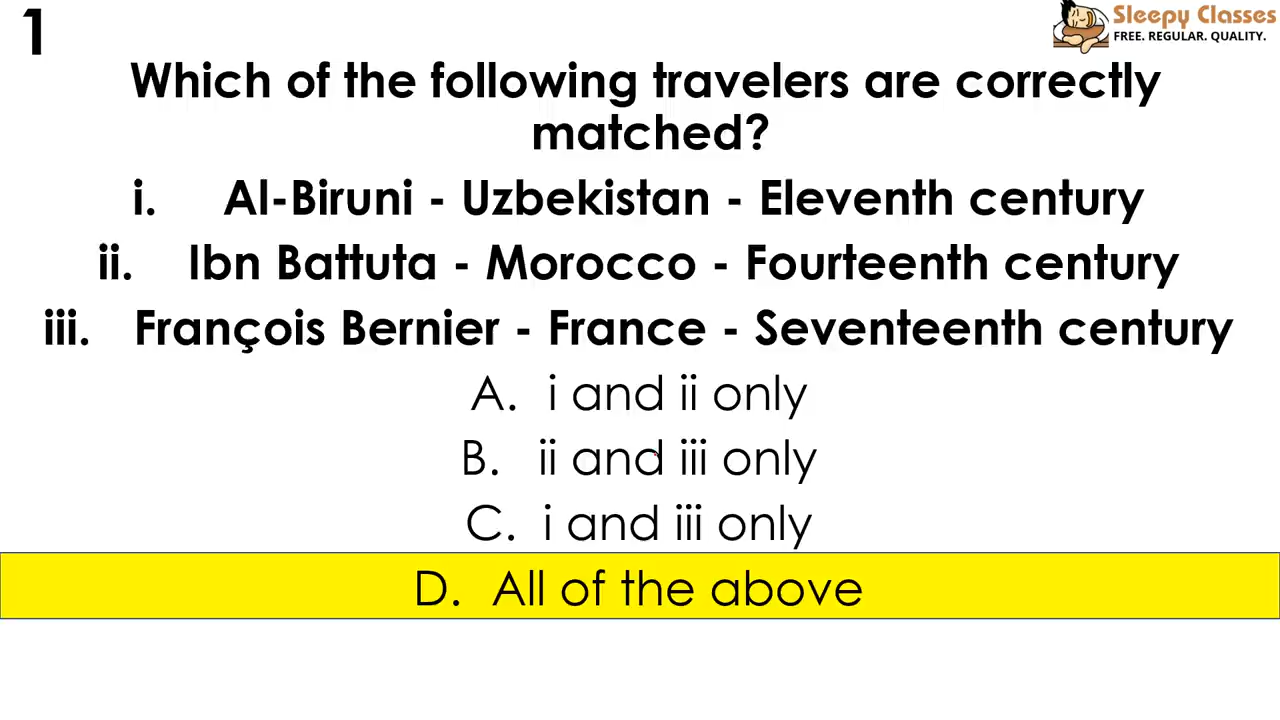 1
Sleepy Classes
FREE. REGULAR. QUALITY.
Which of the following travelers are correctly
matched?
i. Al-Biruni - Uzbekistan - Eleventh century
ii. Ibn Battuta - Morocco - Fourteenth century
iii. François Bernier - France - Seventeenth century
A. i and ii only
B. ii and iii only
C. i and iii only
D. All of the above